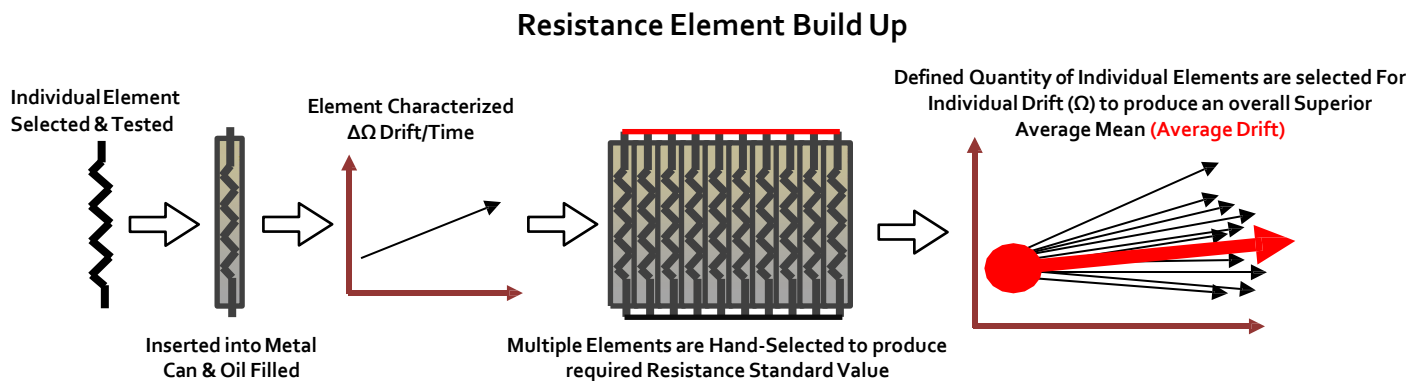 Resistance Element Build Up
Individual Element
Selected & Tested
Inserted into Metal
Can & Oil Filled
Element Characterized
ΔΩ Drift/Time
Multiple Elements are Hand-Selected to produce
required Resistance Standard Value
Defined Quantity of Individual Elements are selected For
Individual Drift (Ω) to produce an overall Superior
Average Mean (Average Drift)